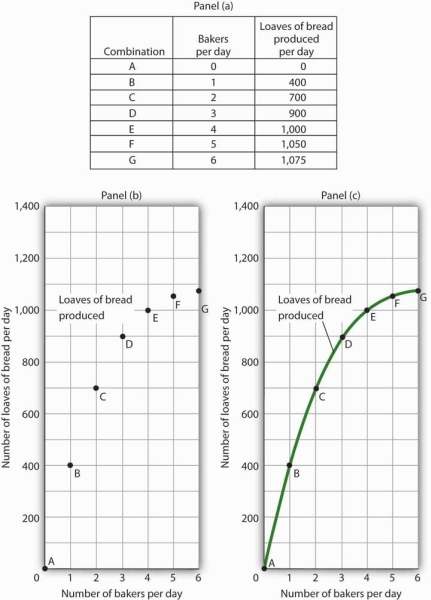 Panel (a)
Combination Bakers per day Loaves of bread produced per day
A 0 0
B 1 400
C 2 700
D 3 900
E 4 1,000
F 5 1,050
G 6 1,075
Panel (b)
Number of loaves of bread per day
1,400
1,200
1,000
800
600
400
200
0 1 2 3 4 5 6
Loaves of bread
produced
A
B
C
D
E
F
G
Number of bakers per day
Panel (c)
Number of loaves of bread per day
1,400
1,200
1,000
800
600
400
200
0 1 2 3 4 5 6
Loaves of bread
produced
A
B
C
D
E
F
G
Number of bakers per day